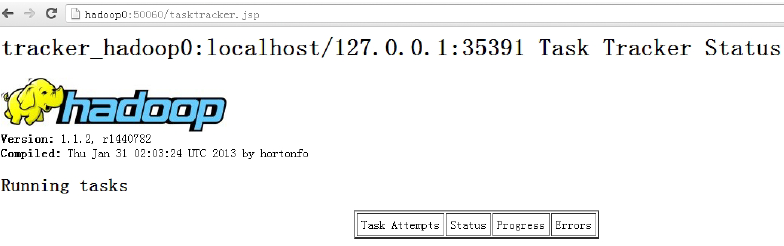 hadoop0:50060/tasktracker.jsp
tracker_hadoop0:localhost/127.0.0.1:35391 Task Tracker Status
hadoop
Version: 1.1.2, r1440782
Compiled: Thu Jan 31 02:03:24 UTC 2013 by hortonfo
Running tasks
Task Attempts Status Progress Errors